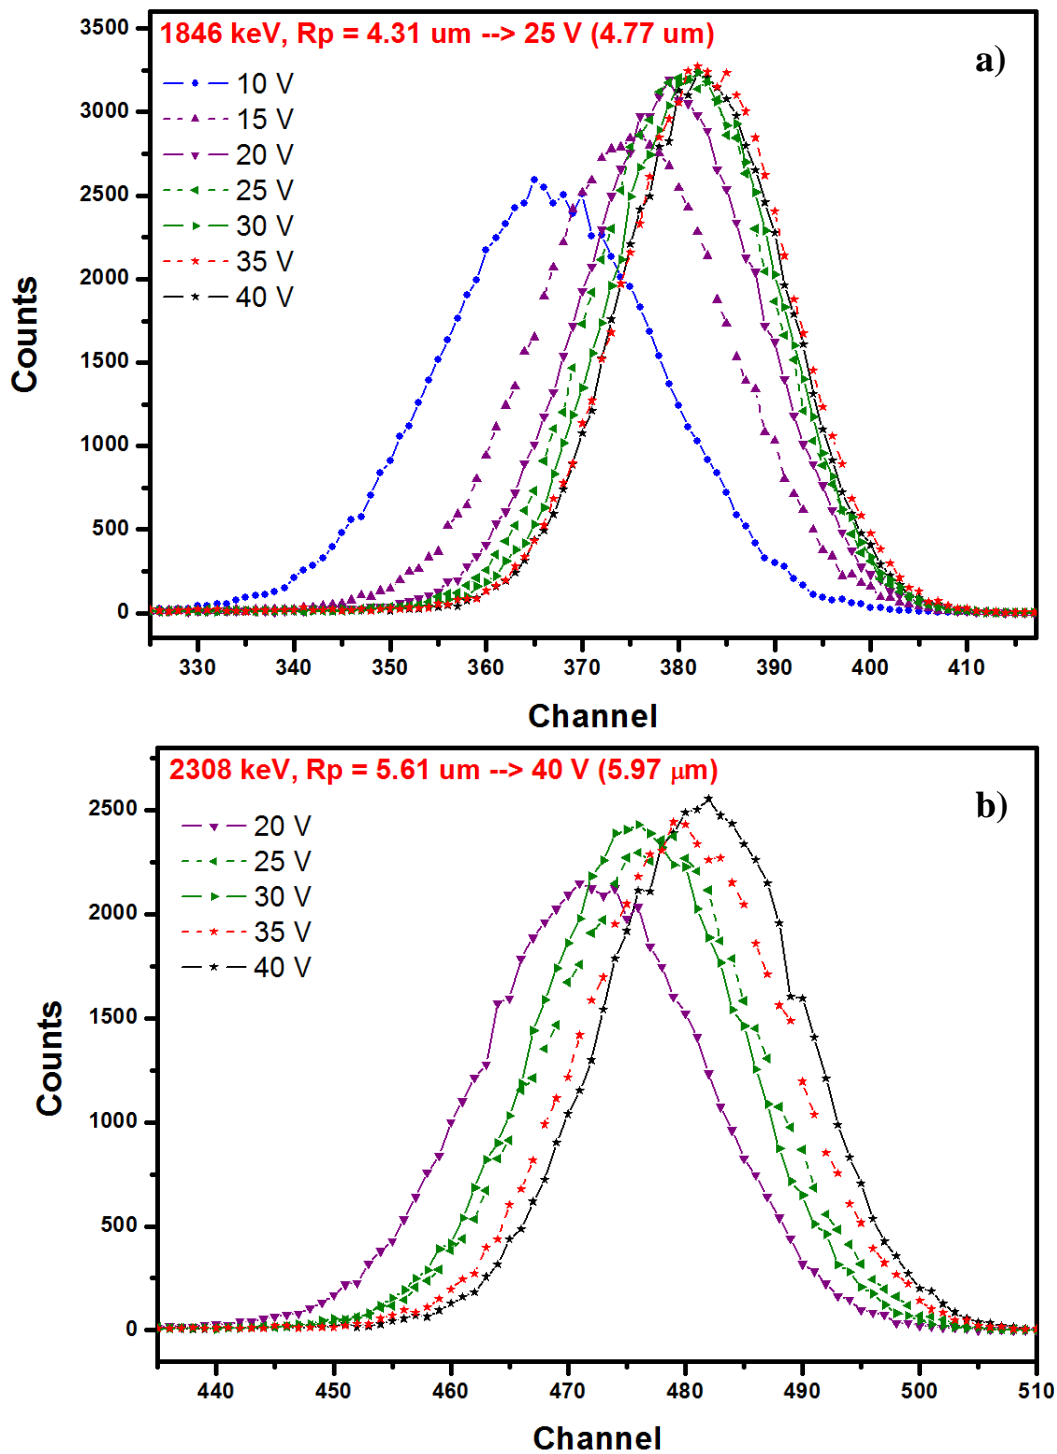 1846 keV, Rp = 4.31 um --> 25 V (4.77 um)
a)
10 V
15 V
20 V
25 V
30 V
35 V
40 V
3500
3000
2500
2000
1500
1000
500
0
Counts
330 340 350 360 370 380 390 400 410
Channel
2308 keV, Rp = 5.61 um --> 40 V (5.97 μm)
b)
20 V
25 V
30 V
35 V
40 V
2500
2000
1500
1000
500
0
Counts
440 450 460 470 480 490 500 510
Channel